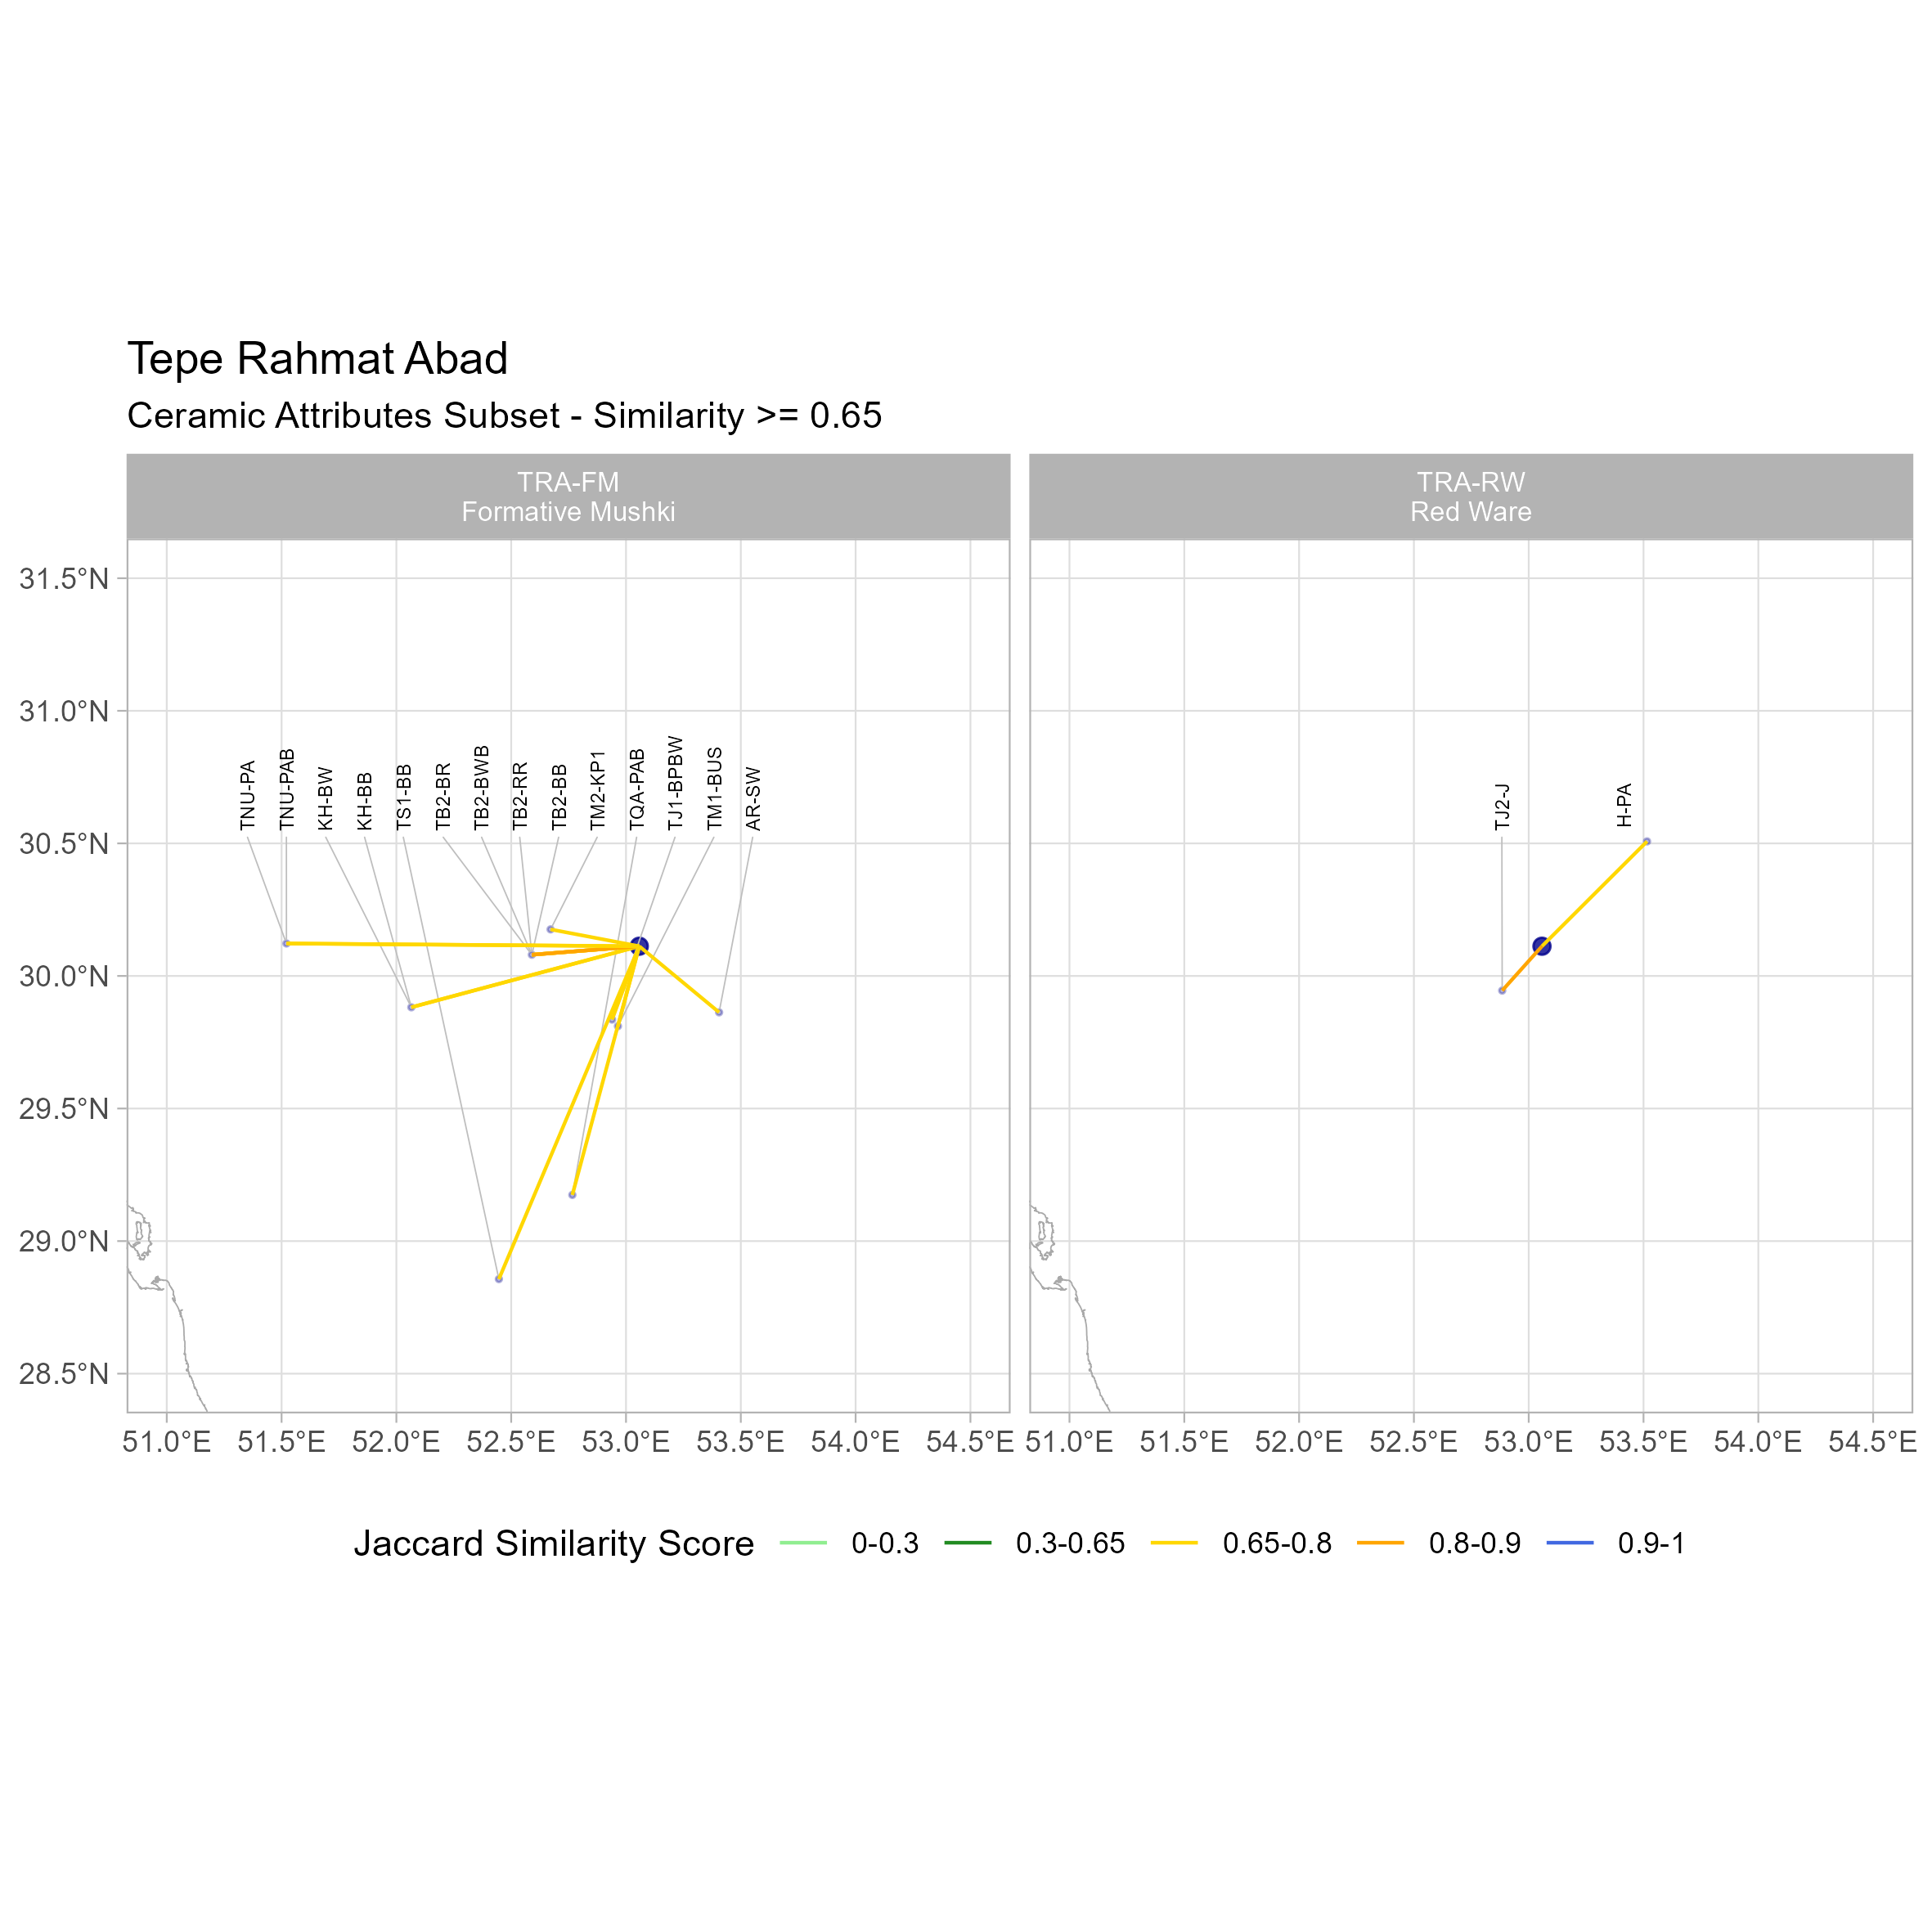 Tepe Rahmat Abad
Ceramic Attributes Subset - Similarity >= 0.65
TRA-FM
Formative Mushki
TRA-RW
Red Ware
31.5°N
31.0°N
30.5°N
30.0°N
29.5°N
29.0°N
28.5°N
TNU-PA
TNU-PAB
KH-BW
KH-BB
TS1-BB
TB2-BR
TB2-BWB
TB2-RR
TB2-BB
TM2-KP1
TQA-PAB
TJ1-BPBW
TM1-BUS
AR-SW
TJ2-J
H-PA
51.0°E 51.5°E 52.0°E 52.5°E 53.0°E 53.5°E 54.0°E 54.5°E
51.0°E 51.5°E 52.0°E 52.5°E 53.0°E 53.5°E 54.0°E 54.5°E
Jaccard Similarity Score 0-0.3 0.3-0.65 0.65-0.8 0.8-0.9 0.9-1